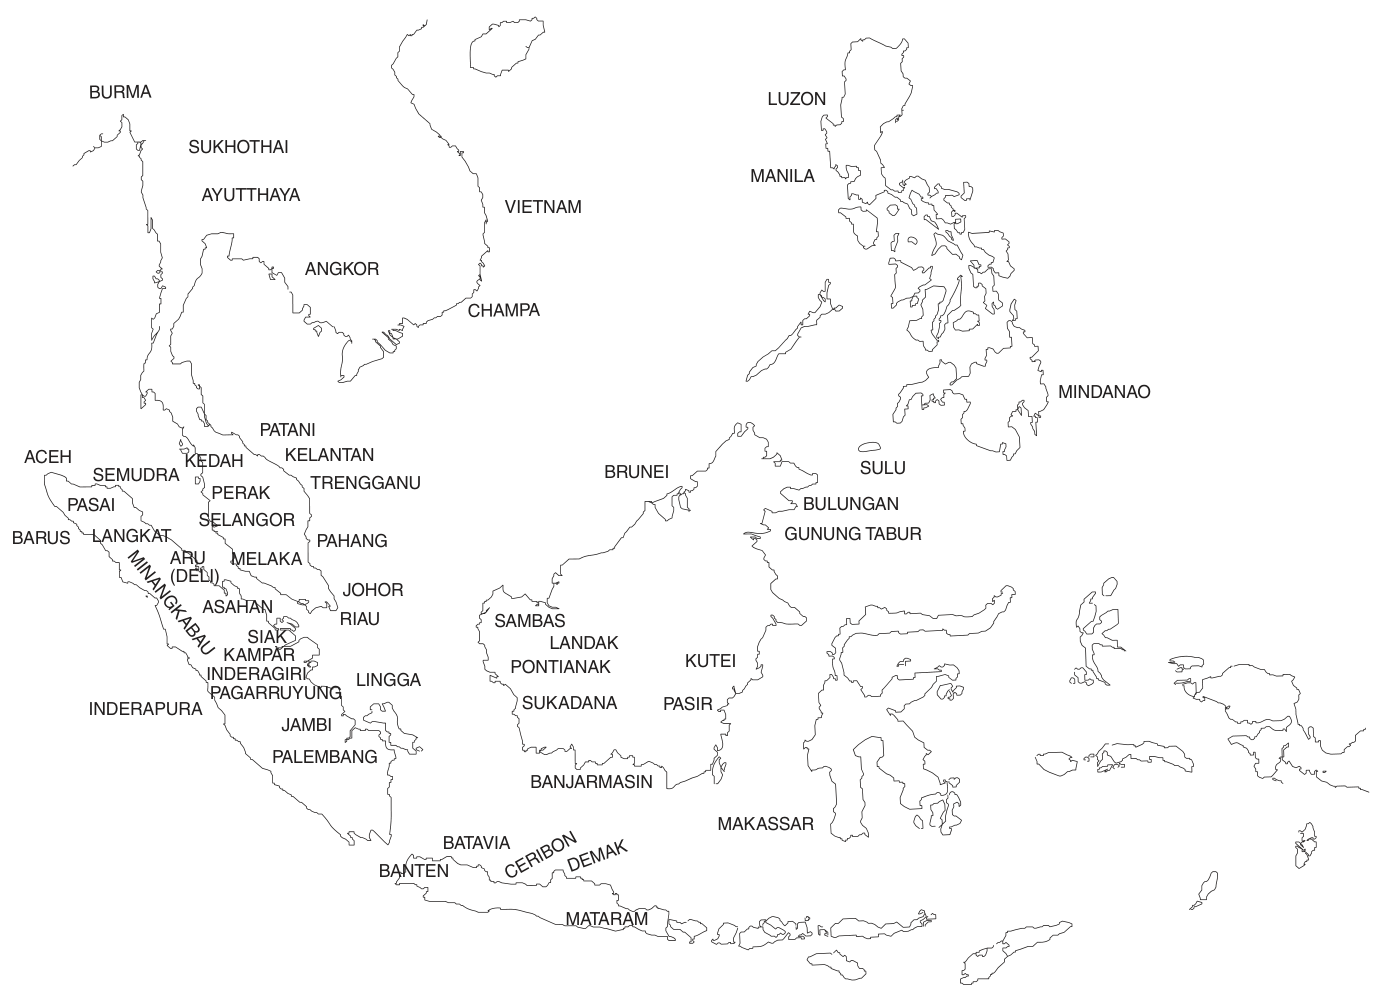 BURMA
LUZON
SUKHOTHAI
MANILA
AYUTTHAYA
VIETNAM
ANGKOR
CHAMPA
MINDANAO
PATANI
KELANTAN
ACEH
KEDAH
SULU
SEMUDRA
BRUNEI
TRENGGANU
PERAK
PASAI
BULUNGAN
SELANGOR
GUNUNG TABUR
BARUS
LANGKAT
PAHANG
ARU
(DELI)
MELAKA
MINANGKABAU
JOHOR
ASAHAN
RIAU
SAMBAS
SIAK
LANDAK
KAMPAR
KUTEI
PONTIANAK
INDERAGIRI
LINGGA
PAGARRUYUNG
SUKADANA
PASIR
INDERAPURA
JAMBI
PALEMBANG
BANJARMASIN
MAKASSAR
BATAVIA
CERIBON
DEMAK
BANTEN
MATARAM